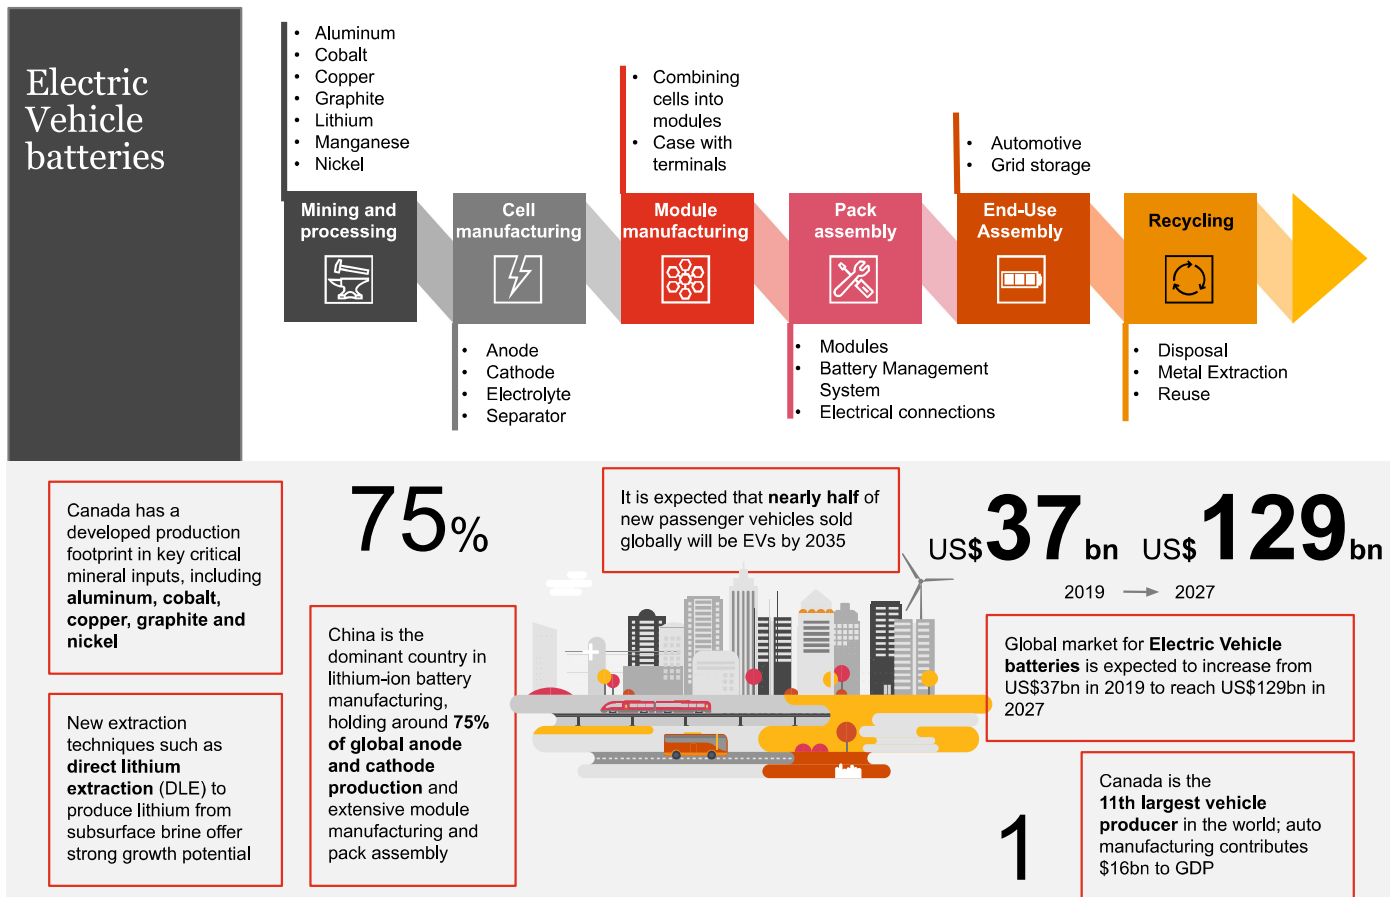 Electric
Vehicle
batteries
• Aluminum
• Cobalt
• Copper
• Graphite
• Lithium
• Manganese
• Nickel
Mining and
processing
Cell
manufacturing
• Anode
• Cathode
• Electrolyte
• Separator
• Combining
cells into
modules
• Case with
terminals
Module
manufacturing
Pack
assembly
• Modules
• Battery Management
System
• Electrical connections
• Automotive
• Grid storage
End-Use
Assembly
Recycling
• Disposal
• Metal Extraction
• Reuse
Canada has a
developed production
footprint in key critical
mineral inputs, including
aluminum, cobalt,
copper, graphite and
nickel
New extraction
techniques such as
direct lithium
extraction (DLE) to
produce lithium from
subsurface brine offer
strong growth potential
75%
China is the
dominant country in
lithium-ion battery
manufacturing,
holding around 75%
of global anode
and cathode
production and
extensive module
manufacturing and
pack assembly
It is expected that nearly half of
new passenger vehicles sold
globally will be EVs by 2035
US$37bn US$129bn
2019 → 2027
Global market for Electric Vehicle
batteries is expected to increase from
US$37bn in 2019 to reach US$129bn in
2027
1
Canada is the
11th largest vehicle
producer in the world; auto
manufacturing contributes
$16bn to GDP